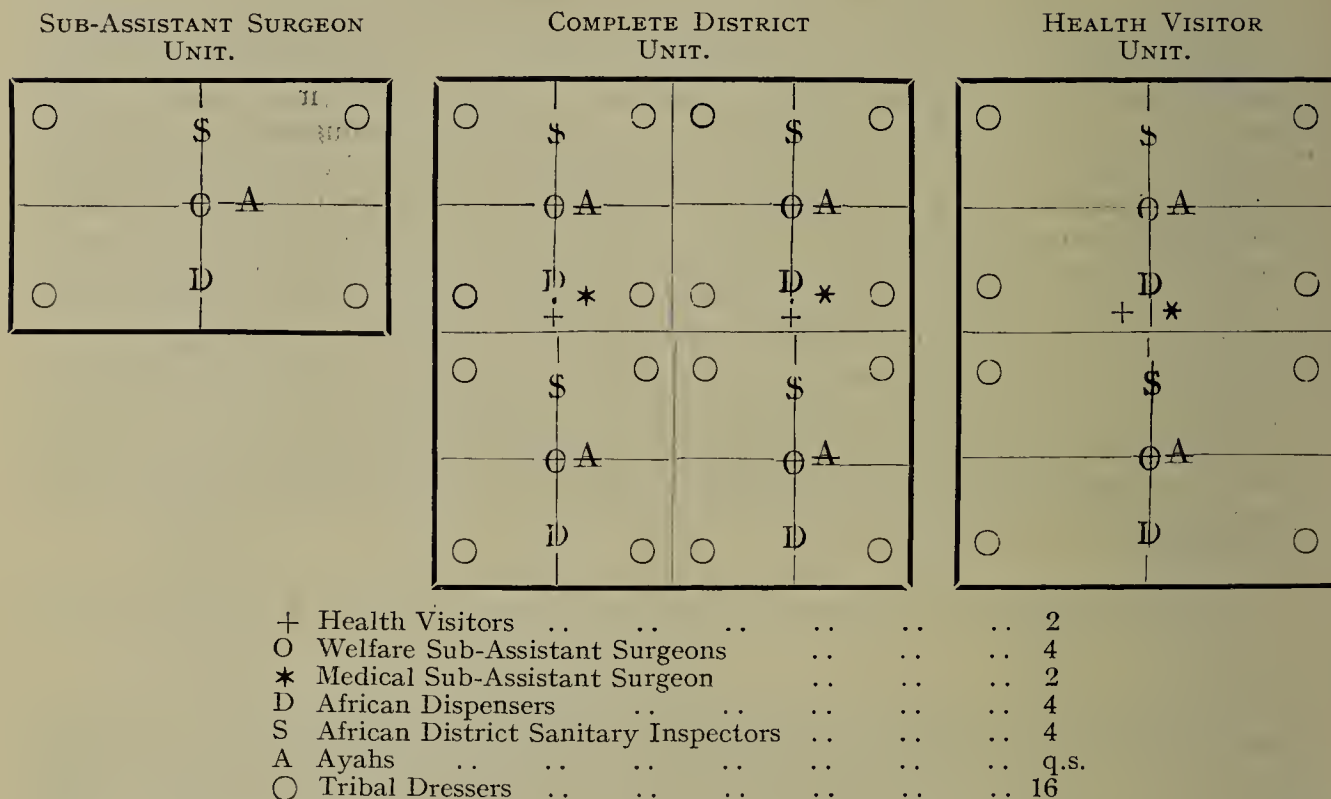 SUB-ASSISTANT SURGEON
UNIT.
COMPLETE DISTRICT
UNIT.
HEALTH VISITOR
UNIT.
S
O A
D
S S
O A O A
D * D *
+ +
S S
O A O A
D D
S
O A
D
+ *
S
O A
D
+ Health Visitors .. .. .. .. .. .. 2
O Welfare Sub-Assistant Surgeons .. .. .. 4
* Medical Sub-Assistant Surgeon .. .. .. 2
D African Dispensers .. .. .. .. .. 4
S African District Sanitary Inspectors .. .. .. 4
A Ayahs .. .. .. .. .. .. .. q.s.
○ Tribal Dressers .. .. .. .. .. .. 16